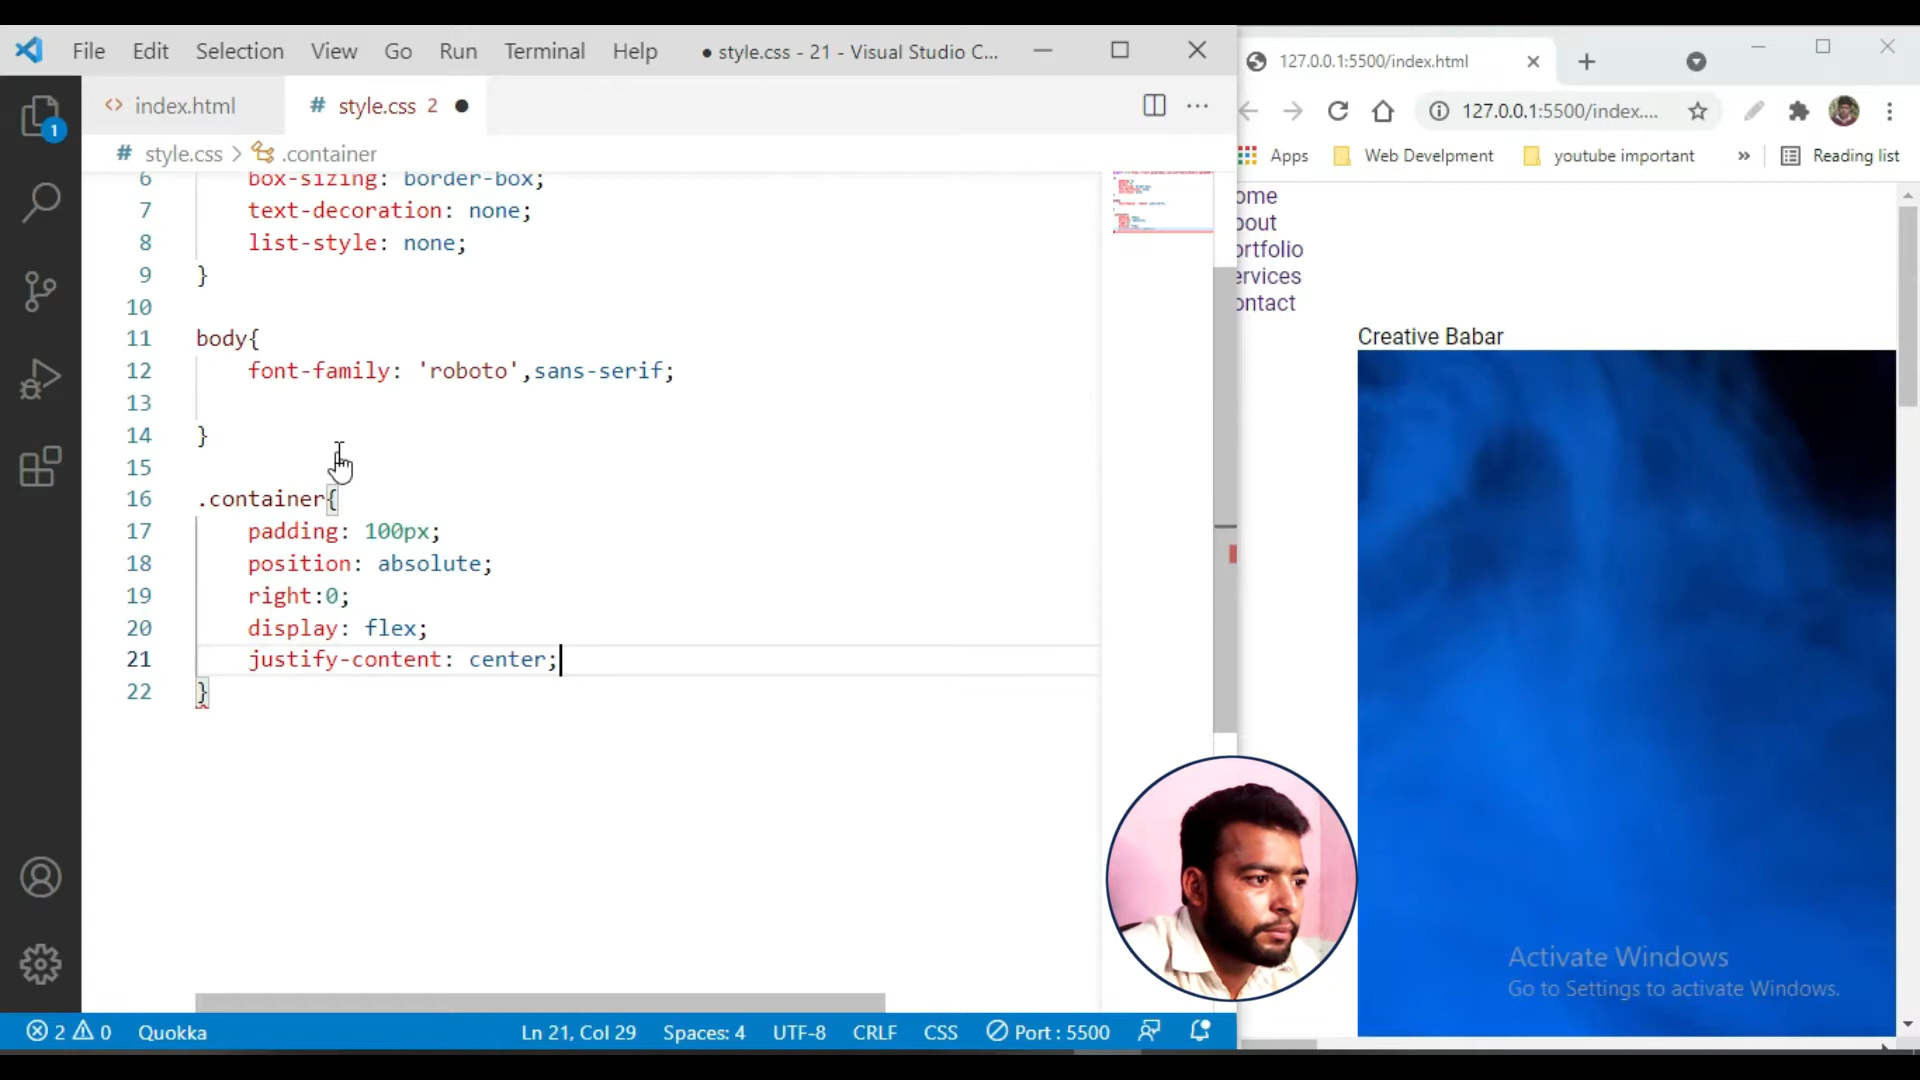 File Edit Selection View Go Run Terminal Help ● style.css - 21 - Visual Studio C...
127.0.0.1:5500/index.html
<> index.html
# style.css 2 ●
127.0.0.1:5500/index....
1
# style.css > .container
Apps Web Develpment youtube important » Reading list
6 box-sizing: border-box;
7 text-decoration: none;
8 list-style: none;
9 }
10
11 body{
12 font-family: 'roboto',sans-serif;
13
14 }
15
16 .container{
17 padding: 100px;
18 position: absolute;
19 right:0;
20 display: flex;
21 justify-content: center;
22 }
ome
bout
ortfolio
ervices
ontact
Creative Babar
Activate Windows
Go to Settings to activate Windows.
2 0 Quokka Ln 21, Col 29 Spaces: 4 UTF-8 CRLF CSS Port : 5500